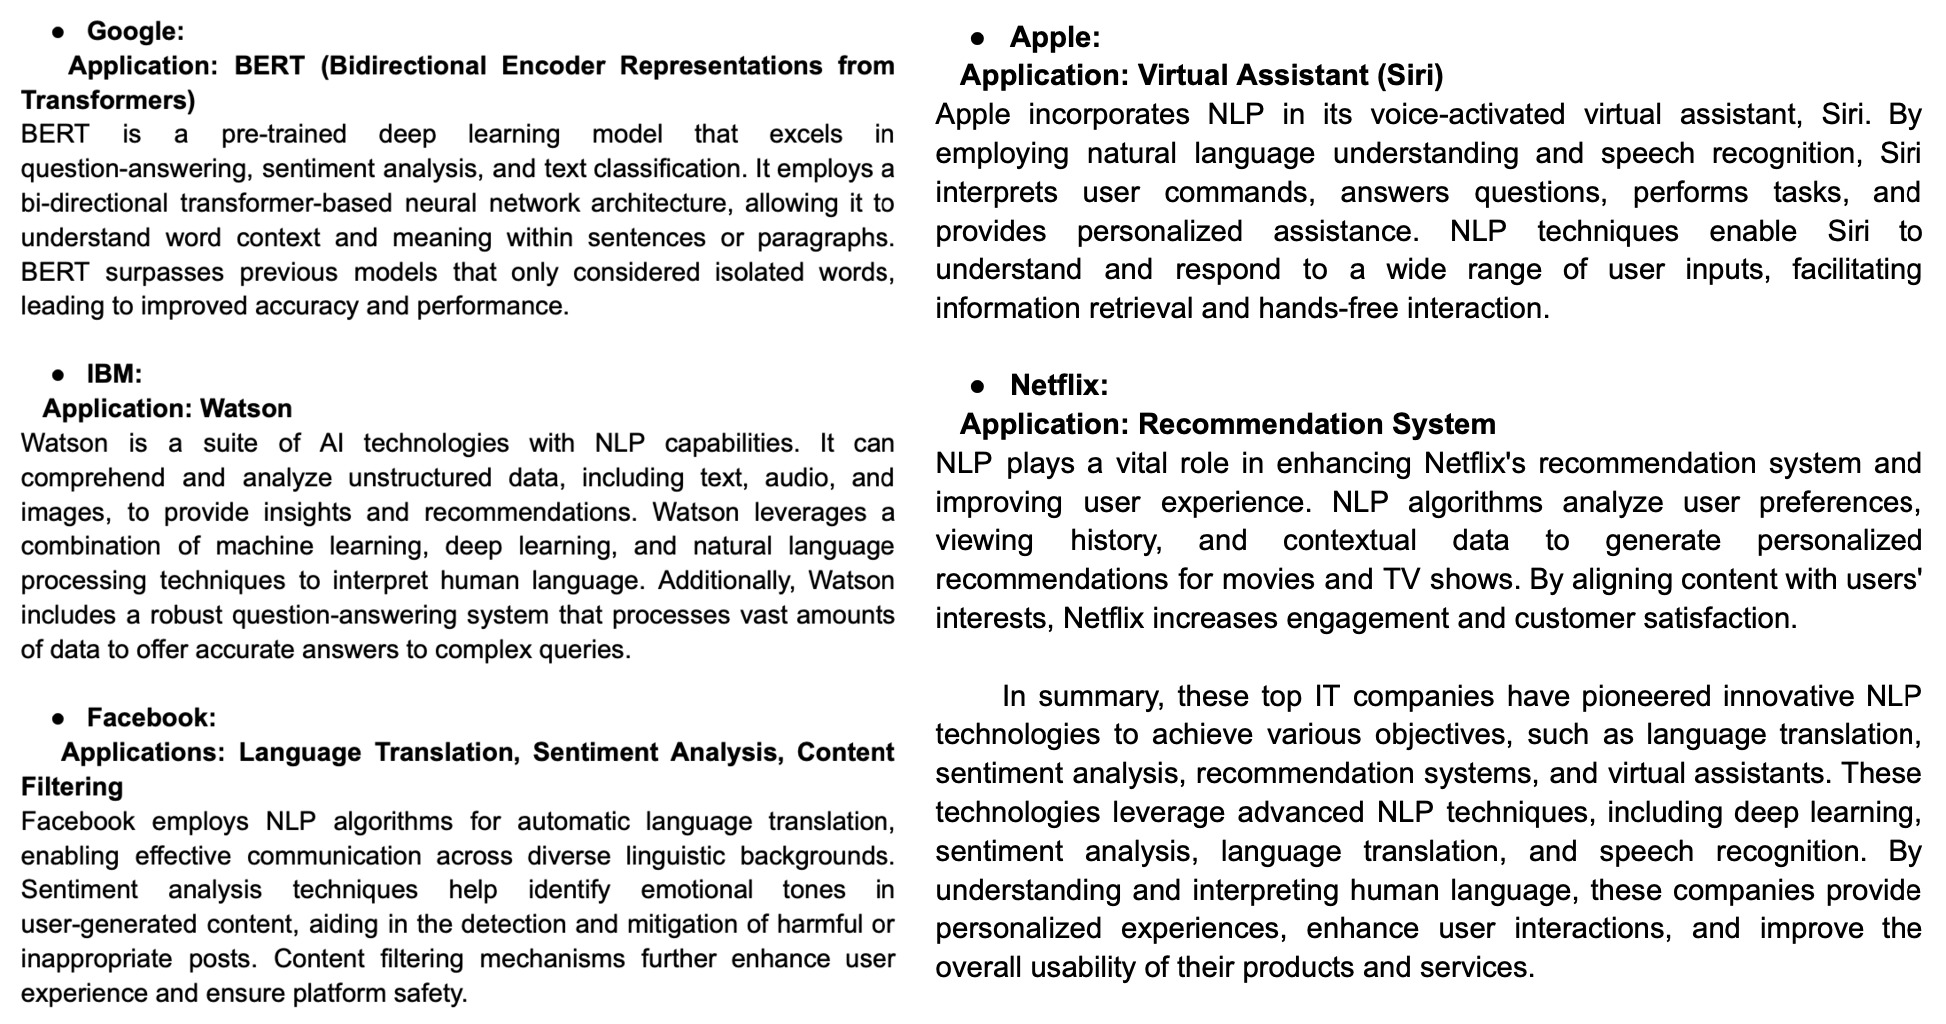 ● Google:
Application: BERT (Bidirectional Encoder Representations from
Transformers)
BERT is a pre-trained deep learning model that excels in
question-answering, sentiment analysis, and text classification. It employs a
bi-directional transformer-based neural network architecture, allowing it to
understand word context and meaning within sentences or paragraphs.
BERT surpasses previous models that only considered isolated words,
leading to improved accuracy and performance.
● IBM:
Application: Watson
Watson is a suite of AI technologies with NLP capabilities. It can
comprehend and analyze unstructured data, including text, audio, and
images, to provide insights and recommendations. Watson leverages a
combination of machine learning, deep learning, and natural language
processing techniques to interpret human language. Additionally, Watson
includes a robust question-answering system that processes vast amounts
of data to offer accurate answers to complex queries.
● Facebook:
Applications: Language Translation, Sentiment Analysis, Content
Filtering
Facebook employs NLP algorithms for automatic language translation,
enabling effective communication across diverse linguistic backgrounds.
Sentiment analysis techniques help identify emotional tones in
user-generated content, aiding in the detection and mitigation of harmful or
inappropriate posts. Content filtering mechanisms further enhance user
experience and ensure platform safety.
● Apple:
Application: Virtual Assistant (Siri)
Apple incorporates NLP in its voice-activated virtual assistant, Siri. By
employing natural language understanding and speech recognition, Siri
interprets user commands, answers questions, performs tasks, and
provides personalized assistance. NLP techniques enable Siri to
understand and respond to a wide range of user inputs, facilitating
information retrieval and hands-free interaction.
● Netflix:
Application: Recommendation System
NLP plays a vital role in enhancing Netflix's recommendation system and
improving user experience. NLP algorithms analyze user preferences,
viewing history, and contextual data to generate personalized
recommendations for movies and TV shows. By aligning content with users'
interests, Netflix increases engagement and customer satisfaction.
In summary, these top IT companies have pioneered innovative NLP
technologies to achieve various objectives, such as language translation,
sentiment analysis, recommendation systems, and virtual assistants. These
technologies leverage advanced NLP techniques, including deep learning,
sentiment analysis, language translation, and speech recognition. By
understanding and interpreting human language, these companies provide
personalized experiences, enhance user interactions, and improve the
overall usability of their products and services.